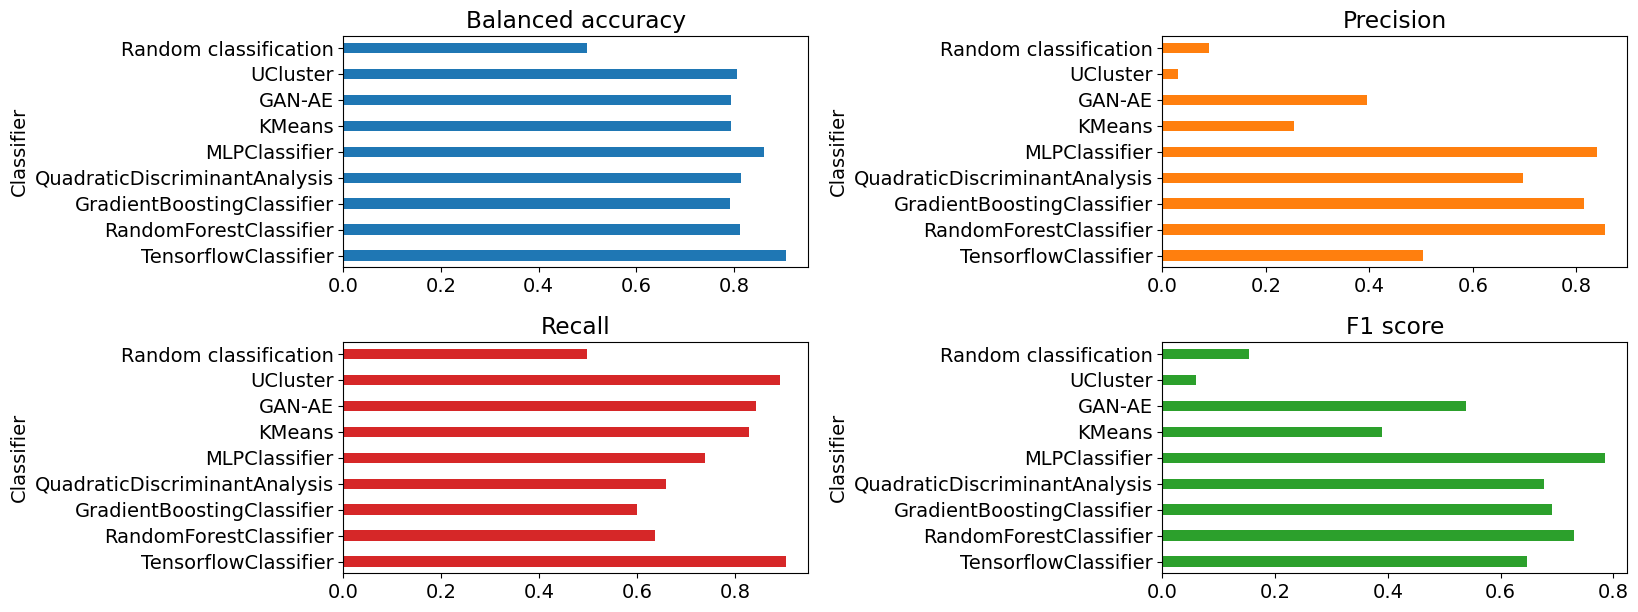 Balanced accuracy
Classifier
Random classification
UCluster
GAN-AE
KMeans
MLPClassifier
QuadraticDiscriminantAnalysis
GradientBoostingClassifier
RandomForestClassifier
TensorflowClassifier
0.0 0.2 0.4 0.6 0.8
Precision
Classifier
Random classification
UCluster
GAN-AE
KMeans
MLPClassifier
QuadraticDiscriminantAnalysis
GradientBoostingClassifier
RandomForestClassifier
TensorflowClassifier
0.0 0.2 0.4 0.6 0.8
Recall
Classifier
Random classification
UCluster
GAN-AE
KMeans
MLPClassifier
QuadraticDiscriminantAnalysis
GradientBoostingClassifier
RandomForestClassifier
TensorflowClassifier
0.0 0.2 0.4 0.6 0.8
F1 score
Classifier
Random classification
UCluster
GAN-AE
KMeans
MLPClassifier
QuadraticDiscriminantAnalysis
GradientBoostingClassifier
RandomForestClassifier
TensorflowClassifier
0.0 0.2 0.4 0.6 0.8